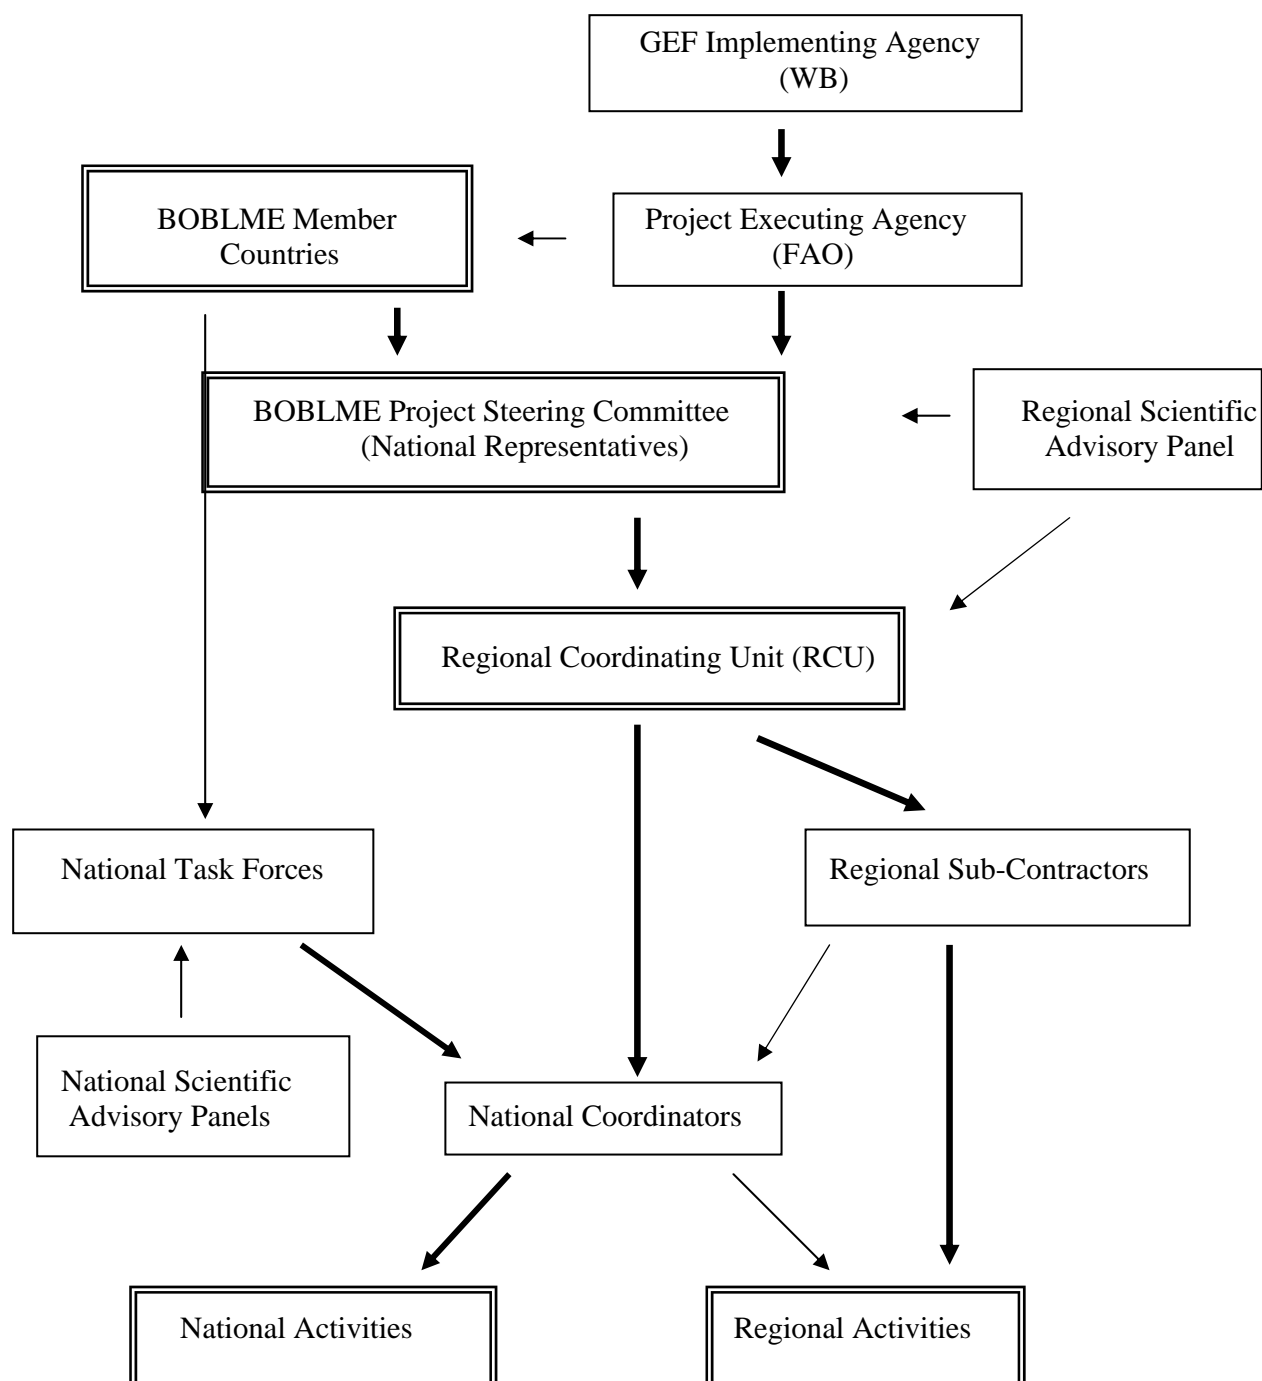 GEF Implementing Agency
(WB)
BOBLME Member
Countries
Project Executing Agency
(FAO)
BOBLME Project Steering Committee
(National Representatives)
Regional Scientific
Advisory Panel
Regional Coordinating Unit (RCU)
National Task Forces
Regional Sub-Contractors
National Scientific
Advisory Panels
National Coordinators
National Activities
Regional Activities